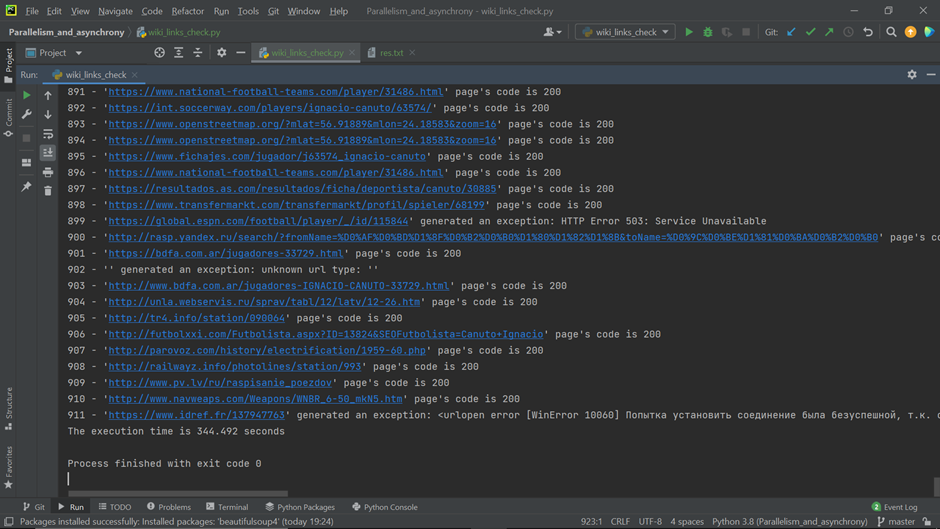 File Edit View Navigate Code Refactor Run Tools Git Window Help Parallelism_and_asynchrony - wiki_links_check.py
Parallelism_and_asynchrony wiki_links_check.py wiki_links_check Git:
Project wiki_links_check.py res.txt
Run: wiki_links_check
891 - 'https://www.national-football-teams.com/player/31486.html' page's code is 200
892 - 'https://int.soccerway.com/players/ignacio-canuto/63574/' page's code is 200
893 - 'https://www.openstreetmap.org/?mlat=56.91889&mlon=24.18583&zoom=16' page's code is 200
894 - 'https://www.openstreetmap.org/?mlat=56.91889&mlon=24.18583&zoom=16' page's code is 200
895 - 'https://www.fichajes.com/jugador/j63574_ignacio-canuto' page's code is 200
896 - 'https://www.national-football-teams.com/player/31486.html' page's code is 200
897 - 'https://resultados.as.com/resultados/ficha/deportista/canuto/30885' page's code is 200
898 - 'https://www.transfermarkt.com/transfermarkt/profil/spieler/68199' page's code is 200
899 - 'https://global.espn.com/football/player/_/id/115844' generated an exception: HTTP Error 503: Service Unavailable
900 - 'http://rasp.yandex.ru/search/?fromName=%D0%AF%D0%BD%D1%8F%D0%B2%D0%B0%D1%80%D1%82%D1%8B&toName=%D0%9C%D0%BE%D1%81%D0%BA%D0%B2%D0%B0' page's co
901 - 'https://bdfa.com.ar/jugadores-33729.html' page's code is 200
902 - '' generated an exception: unknown url type: ''
903 - 'http://www.bdfa.com.ar/jugadores-IGNACIO-CANUTO-33729.html' page's code is 200
904 - 'http://unla.webservis.ru/spray/tabl/12/latv/12-26.htm' page's code is 200
905 - 'http://tr4.info/station/090064' page's code is 200
906 - 'http://futbolxxi.com/Futbolista.aspx?ID=13824&SEOFutbolista=Canuto+Ignacio' page's code is 200
907 - 'http://parovoz.com/history/electrification/1959-60.php' page's code is 200
908 - 'http://railwayz.info/photolines/station/993' page's code is 200
909 - 'http://www.pv.lv/ru/raspisanie_poezdov' page's code is 200
910 - 'http://www.navweaps.com/Weapons/WNBR_6-50_mkN5.htm' page's code is 200
911 - 'https://www.idref.fr/137947763' generated an exception: <urlopen error [WinError 10060] Попытка установить соединение была безуспешной, т.к.
The execution time is 344.492 seconds
Process finished with exit code 0
Project
Commit
Structure
Favorites
Git Run TODO Problems Terminal Python Packages Python Console 2 Event Log
Packages installed successfully: Installed packages: 'beautifulsoup4' (today 19:24) 923:1 CRLF UTF-8 4 spaces Python 3.8 (Parallelism_and_asynchrony) master